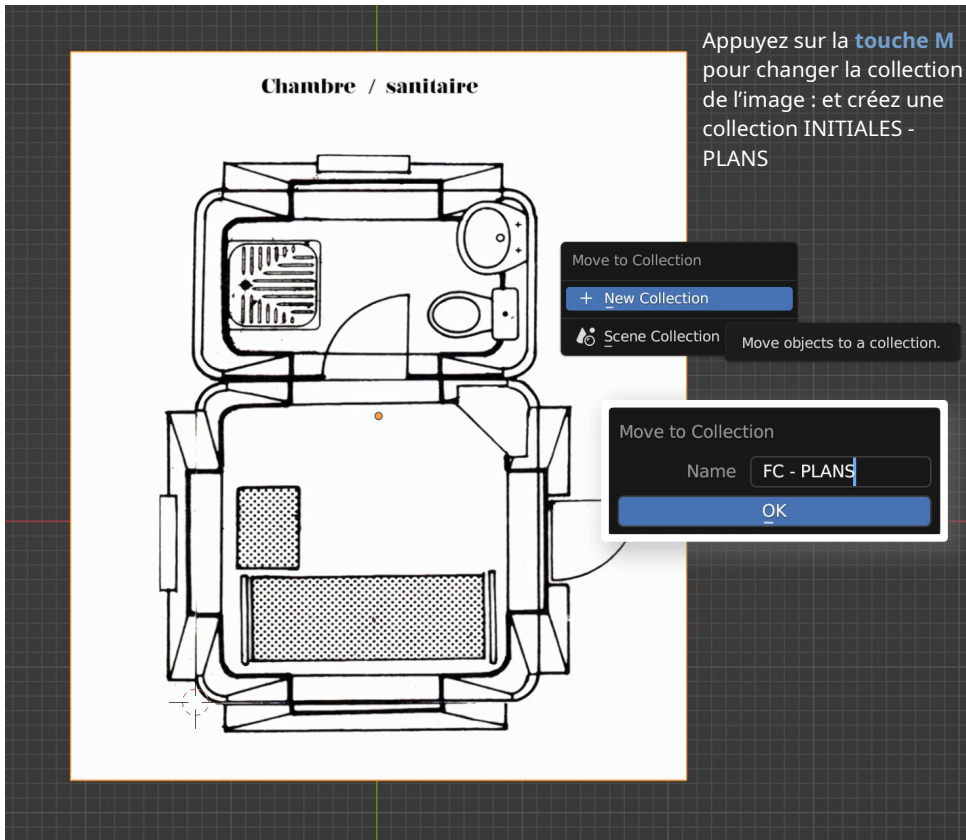 Appuyez sur la touche M
pour changer la collection
de l’image : et créez une
collection INITIALES -
PLANS
Chambre / sanitaire
Move to Collection
+ New Collection
Scene Collection
Move objects to a collection.
Move to Collection
Name FC - PLANS
OK